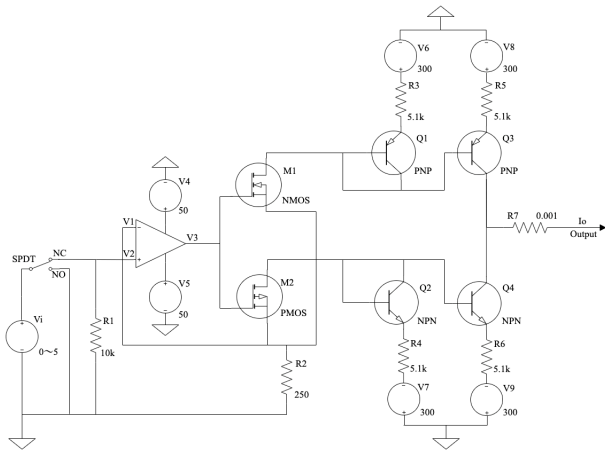 V6
300
V8
300
R3
5.1k
R5
5.1k
Q1
PNP
Q3
PNP
V4
50
M1
NMOS
R7
0.001
Io
Output
V1
V2
V3
SPDT
NC
NO
V5
50
M2
PMOS
Q2
NPN
Q4
NPN
Vi
0～5
R1
10k
R2
250
R4
5.1k
R6
5.1k
V7
300
V9
300